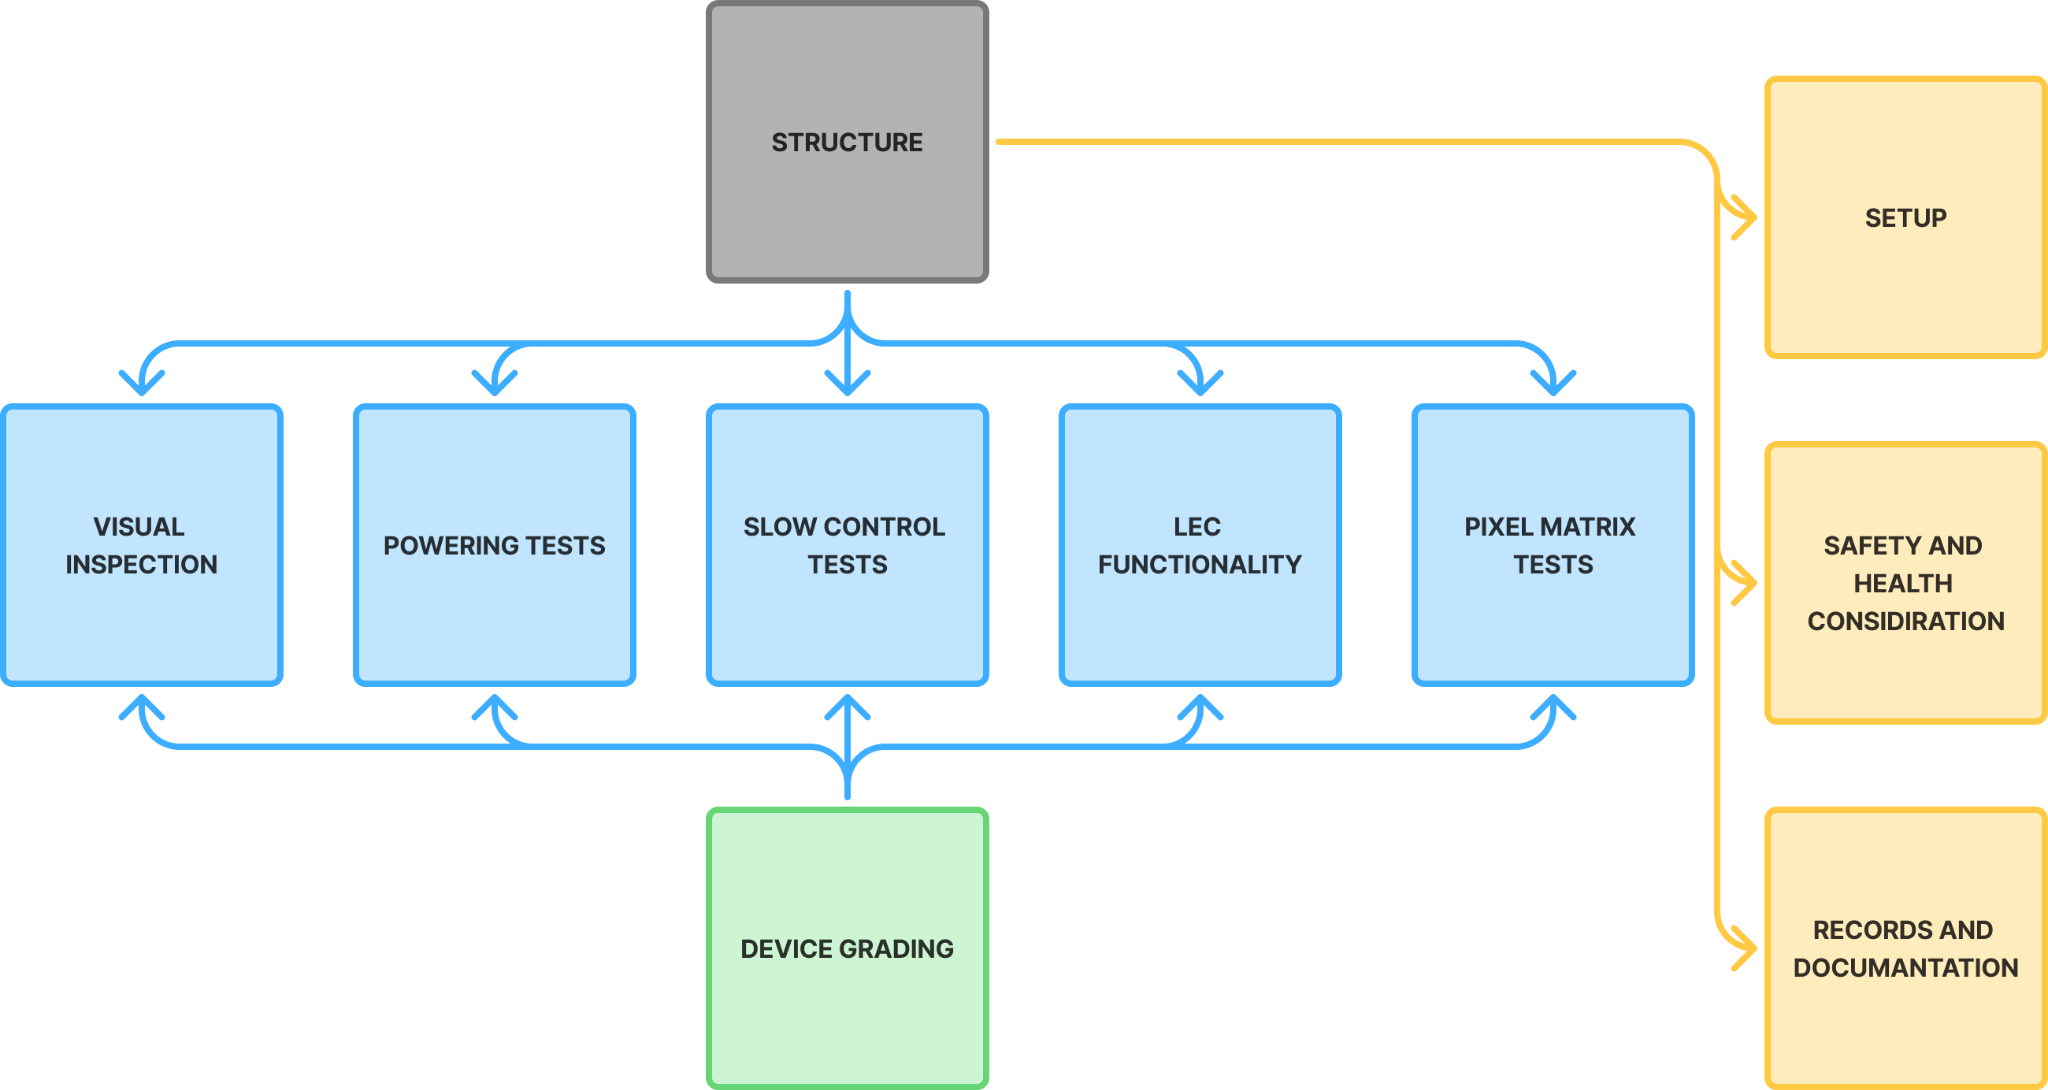 STRUCTURE
SETUP
VISUAL
INSPECTION
POWERING TESTS
SLOW CONTROL
TESTS
LEC
FUNCTIONALITY
PIXEL MATRIX
TESTS
SAFETY AND
HEALTH
CONSIDIRATION
DEVICE GRADING
RECORDS AND
DOCUMANTATION